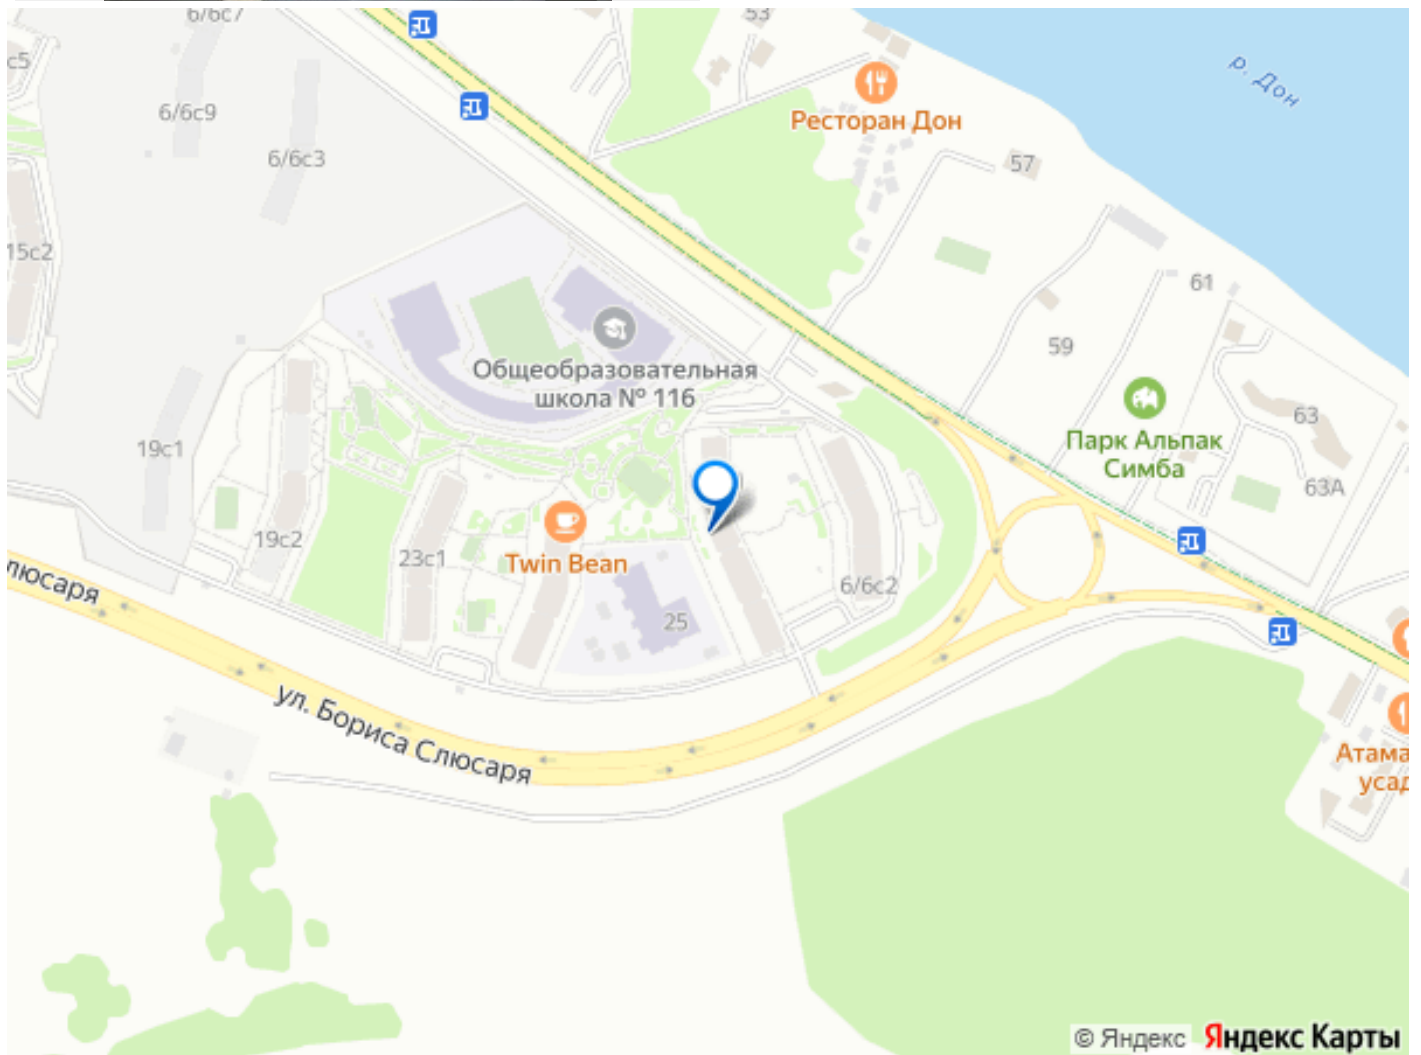 6/6с7
53
с5
р. Дон
6/6с9
Ресторан Дон
6/6с3
57
15с2
61
Общеобразовательная
школа № 116
59
Парк Альпак
Симба
63
63А
19с1
19с2
23с1
Twin Bean
6/6с2
25
люсаря
ул. Бориса Слюсаря
Атама
усад
© Яндекс Яндекс Карты